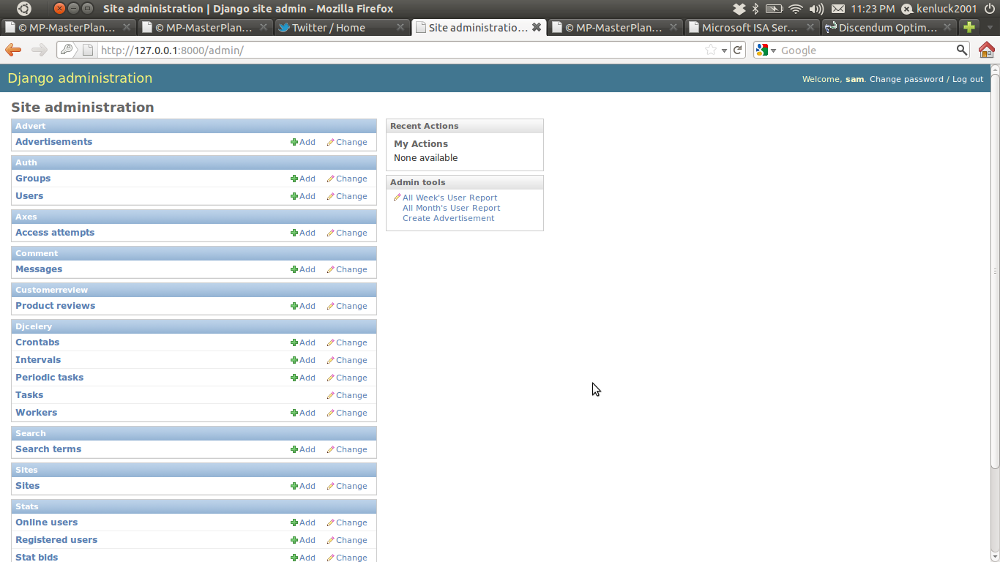 Site administration | Django site admin - Mozilla Firefox
11:23 PM kenluck2001
© MP-MasterPlan... © MP-MasterPlan... Twitter / Home Site administratio... © MP-MasterPlan... Microsoft ISA Ser... Discendum Optim...
http://127.0.0.1:8000/admin/ Google
Django administration Welcome, sam. Change password / Log out
Site administration
Advert
Advertisements Add Change
Auth
Groups Add Change
Users Add Change
Axes
Access attempts Add Change
Comment
Messages Add Change
Customerreview
Product reviews Add Change
Djcelery
Crontabs Add Change
Intervals Add Change
Periodic tasks Add Change
Tasks Change
Workers Add Change
Search
Search terms Add Change
Sites
Sites Add Change
Stats
Online users Add Change
Registered users Add Change
Stat bids Add Change
Recent Actions
My Actions
None available
Admin tools
All Week's User Report
All Month's User Report
Create Advertisement